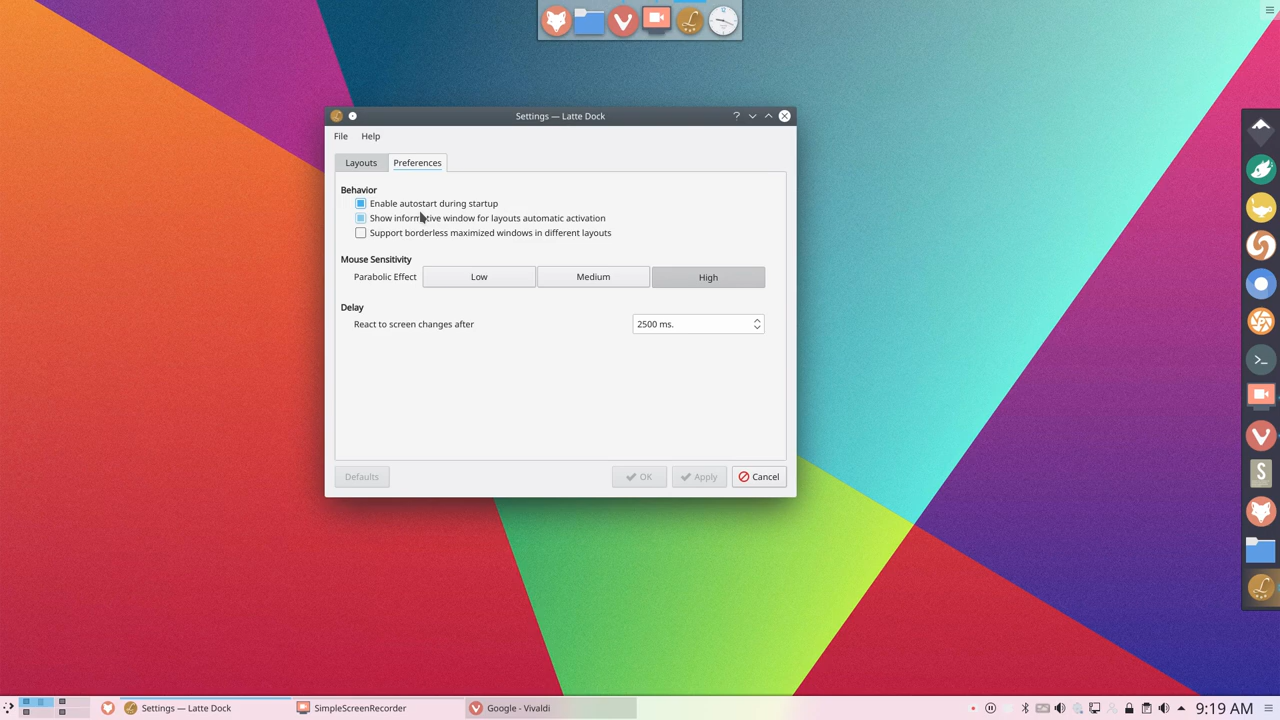 Settings — Latte Dock
File Help
Layouts Preferences
Behavior
Enable autostart during startup
Show informative window for layouts automatic activation
Support borderless maximized windows in different layouts
Mouse Sensitivity
Parabolic Effect Low Medium High
Delay
React to screen changes after 2500 ms.
Defaults OK Apply Cancel
Settings — Latte Dock SimpleScreenRecorder Google - Vivaldi 9:19 AM